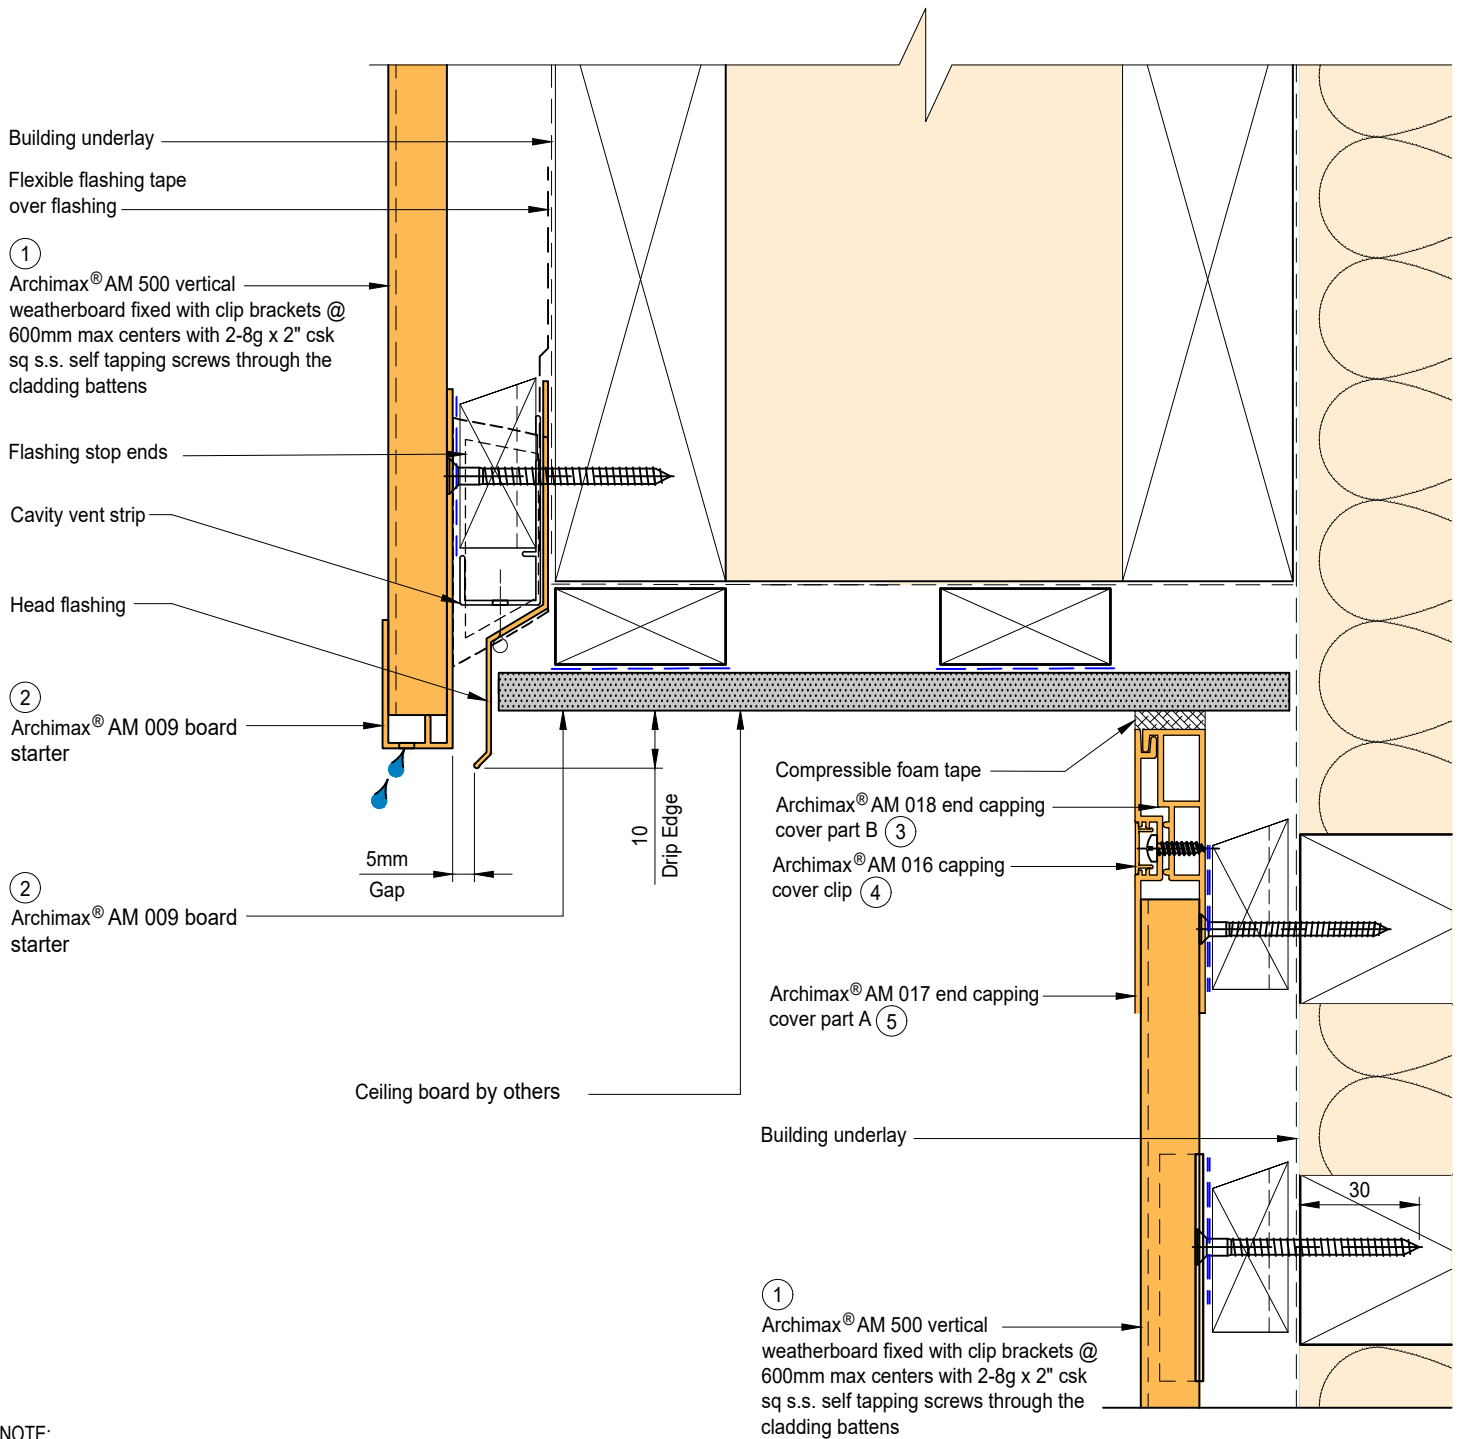 Building underlay
Flexible flashing tape
over flashing
1
Archimax® AM 500 vertical
weatherboard fixed with clip brackets @
600mm max centers with 2-8g x 2" csk
sq s.s. self tapping screws through the
cladding battens
Flashing stop ends
Cavity vent strip
Head flashing
2
Archimax® AM 009 board
starter
5mm
Gap
10
Drip Edge
2
Archimax® AM 009 board
starter
Compressible foam tape
Archimax® AM 018 end capping
cover part B 3
Archimax® AM 016 capping
cover clip 4
Archimax® AM 017 end capping
cover part A 5
Ceiling board by others
Building underlay
30
1
Archimax® AM 500 vertical
weatherboard fixed with clip brackets @
600mm max centers with 2-8g x 2" csk
sq s.s. self tapping screws through the
cladding battens
NOTE: